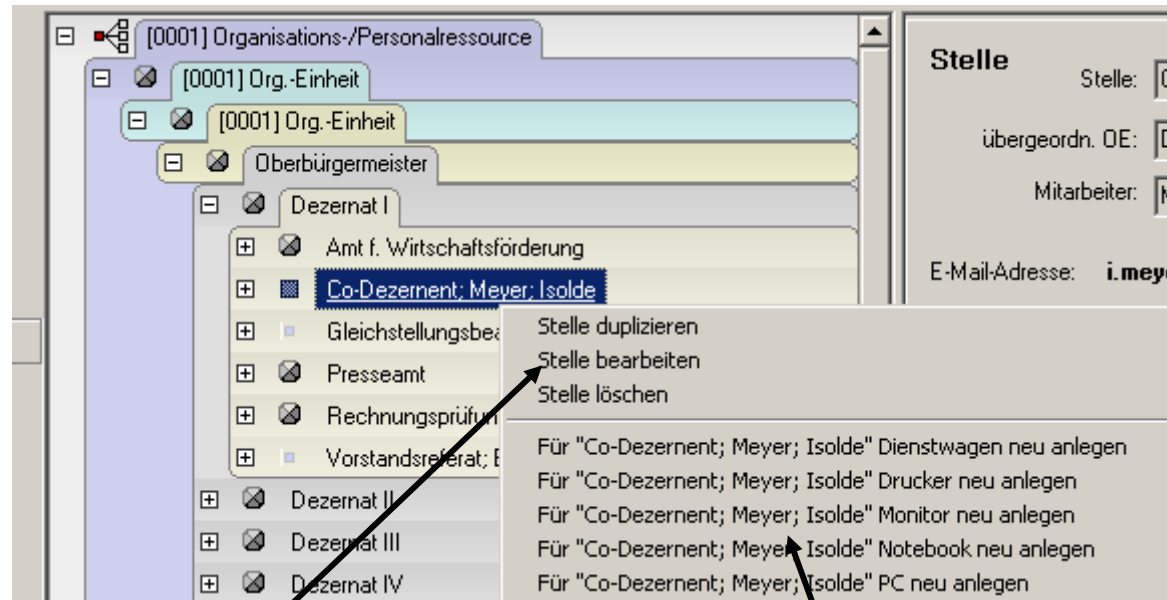 [0001] Organisations-/Personalressource
[0001] Org.-Einheit
[0001] Org.-Einheit
Oberbürgermeister
Dezernat I
Amt f. Wirtschaftsförderung
Co-Dezernent; Meyer; Isolde
Gleichstellungsbea
Presseamt
Rechnungsprüfun
Vorstandsreferat;
Dezernat II
Dezernat III
Dezernat IV
Stelle
Stelle:
übergeordn. OE:
Mitarbeiter:
E-Mail-Adresse: i.mey
Stelle duplizieren
Stelle bearbeiten
Stelle löschen
Für "Co-Dezernent; Meyer; Isolde" Dienstwagen neu anlegen
Für "Co-Dezernent; Meyer; Isolde" Drucker neu anlegen
Für "Co-Dezernent; Meyer; Isolde" Monitor neu anlegen
Für "Co-Dezernent; Meyer; Isolde" Notebook neu anlegen
Für "Co-Dezernent; Meyer; Isolde" PC neu anlegen